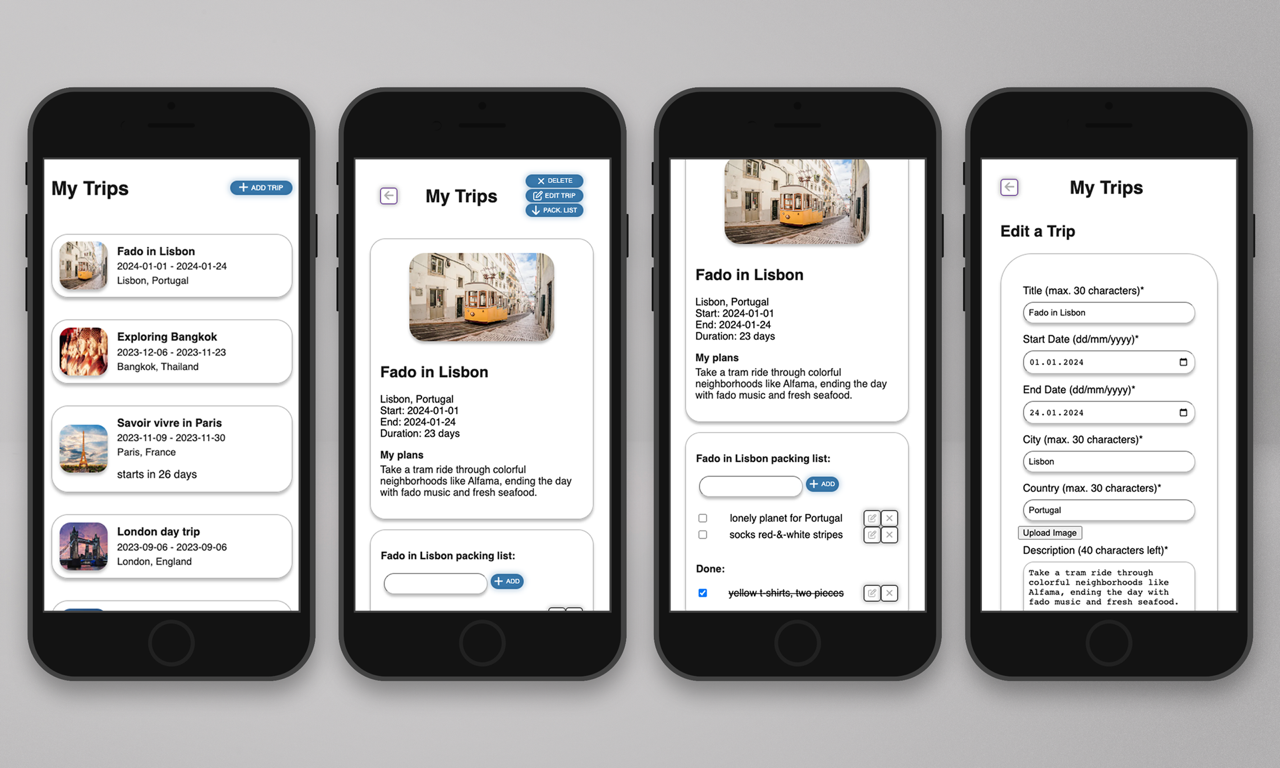 My Trips
ADD TRIP
Fado in Lisbon
2024-01-01 - 2024-01-24
Lisbon, Portugal
Exploring Bangkok
2023-12-06 - 2023-11-23
Bangkok, Thailand
Savoir vivre in Paris
2023-11-09 - 2023-11-30
Paris, France
starts in 26 days
London day trip
2023-09-06 - 2023-09-06
London, England
My Trips
DELETE
EDIT TRIP
PACK. LIST
Fado in Lisbon
Lisbon, Portugal
Start: 2024-01-01
End: 2024-01-24
Duration: 23 days
My plans
Take a tram ride through colorful
neighborhoods like Alfama, ending the day
with fado music and fresh seafood.
Fado in Lisbon packing list:
ADD
Fado in Lisbon
Lisbon, Portugal
Start: 2024-01-01
End: 2024-01-24
Duration: 23 days
My plans
Take a tram ride through colorful
neighborhoods like Alfama, ending the day
with fado music and fresh seafood.
Fado in Lisbon packing list:
ADD
lonely planet for Portugal
socks red-&-white stripes
Done:
yellow t-shirts, two pieces
My Trips
Edit a Trip
Title (max. 30 characters)*
Fado in Lisbon
Start Date (dd/mm/yyyy)*
01.01.2024
End Date (dd/mm/yyyy)*
24.01.2024
City (max. 30 characters)*
Lisbon
Country (max. 30 characters)*
Portugal
Upload Image
Description (40 characters left)*
Take a tram ride through
colorful neighborhoods like
Alfama, ending the day with
fado music and fresh seafood.